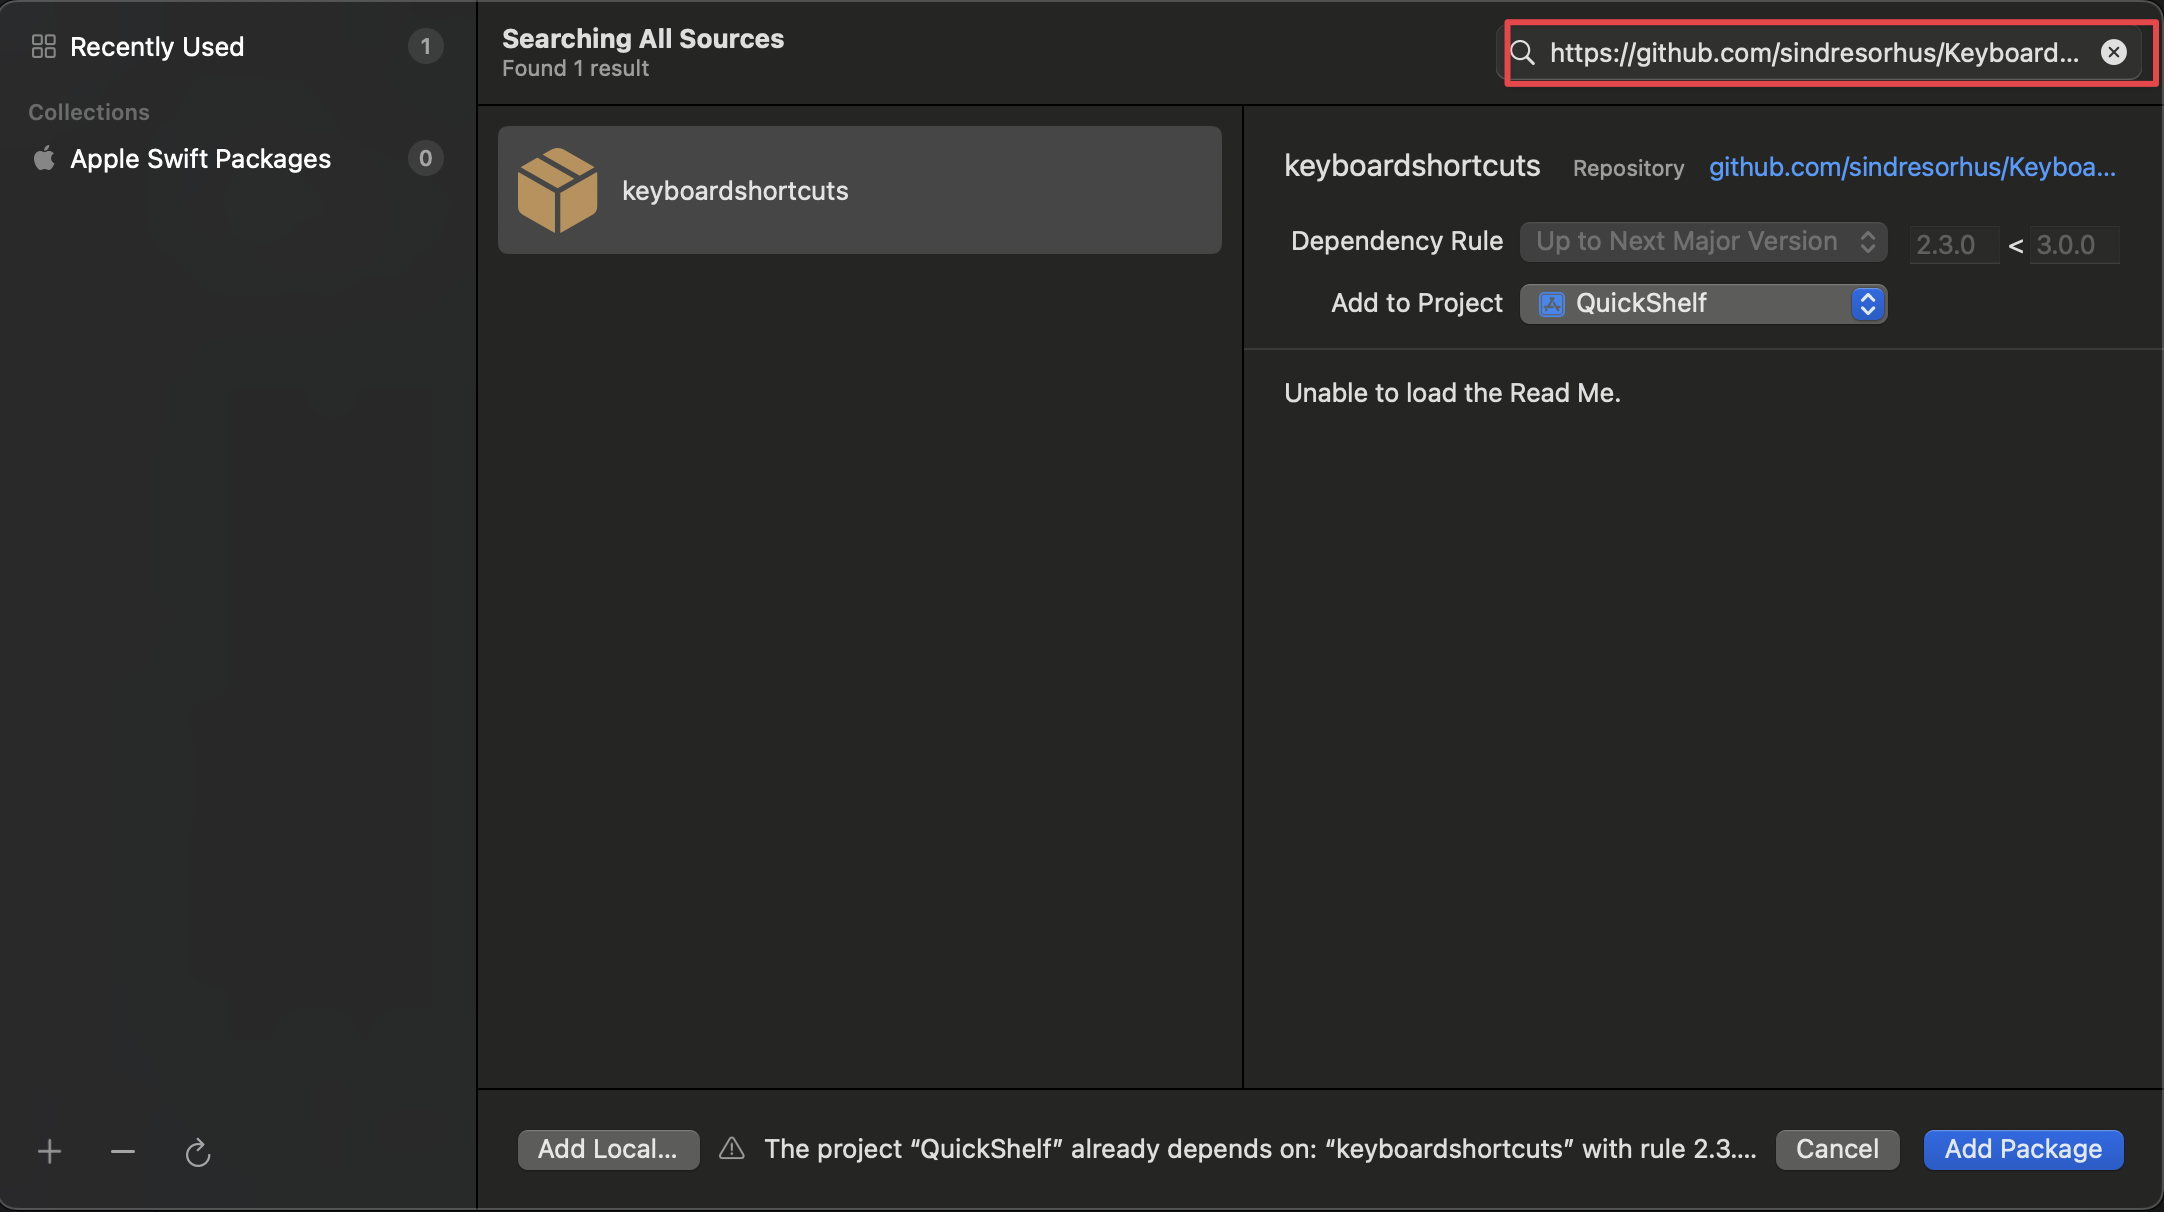 Recently Used
1
Collections
Apple Swift Packages
0
Searching All Sources
Found 1 result
https://github.com/sindresorhus/Keyboard...
keyboardshortcuts
keyboardshortcuts Repository github.com/sindresorhus/Keyboa...
Dependency Rule Up to Next Major Version 2.3.0 < 3.0.0
Add to Project QuickShelf
Unable to load the Read Me.
Add Local... The project “QuickShelf” already depends on: “keyboardshortcuts” with rule 2.3.... Cancel Add Package